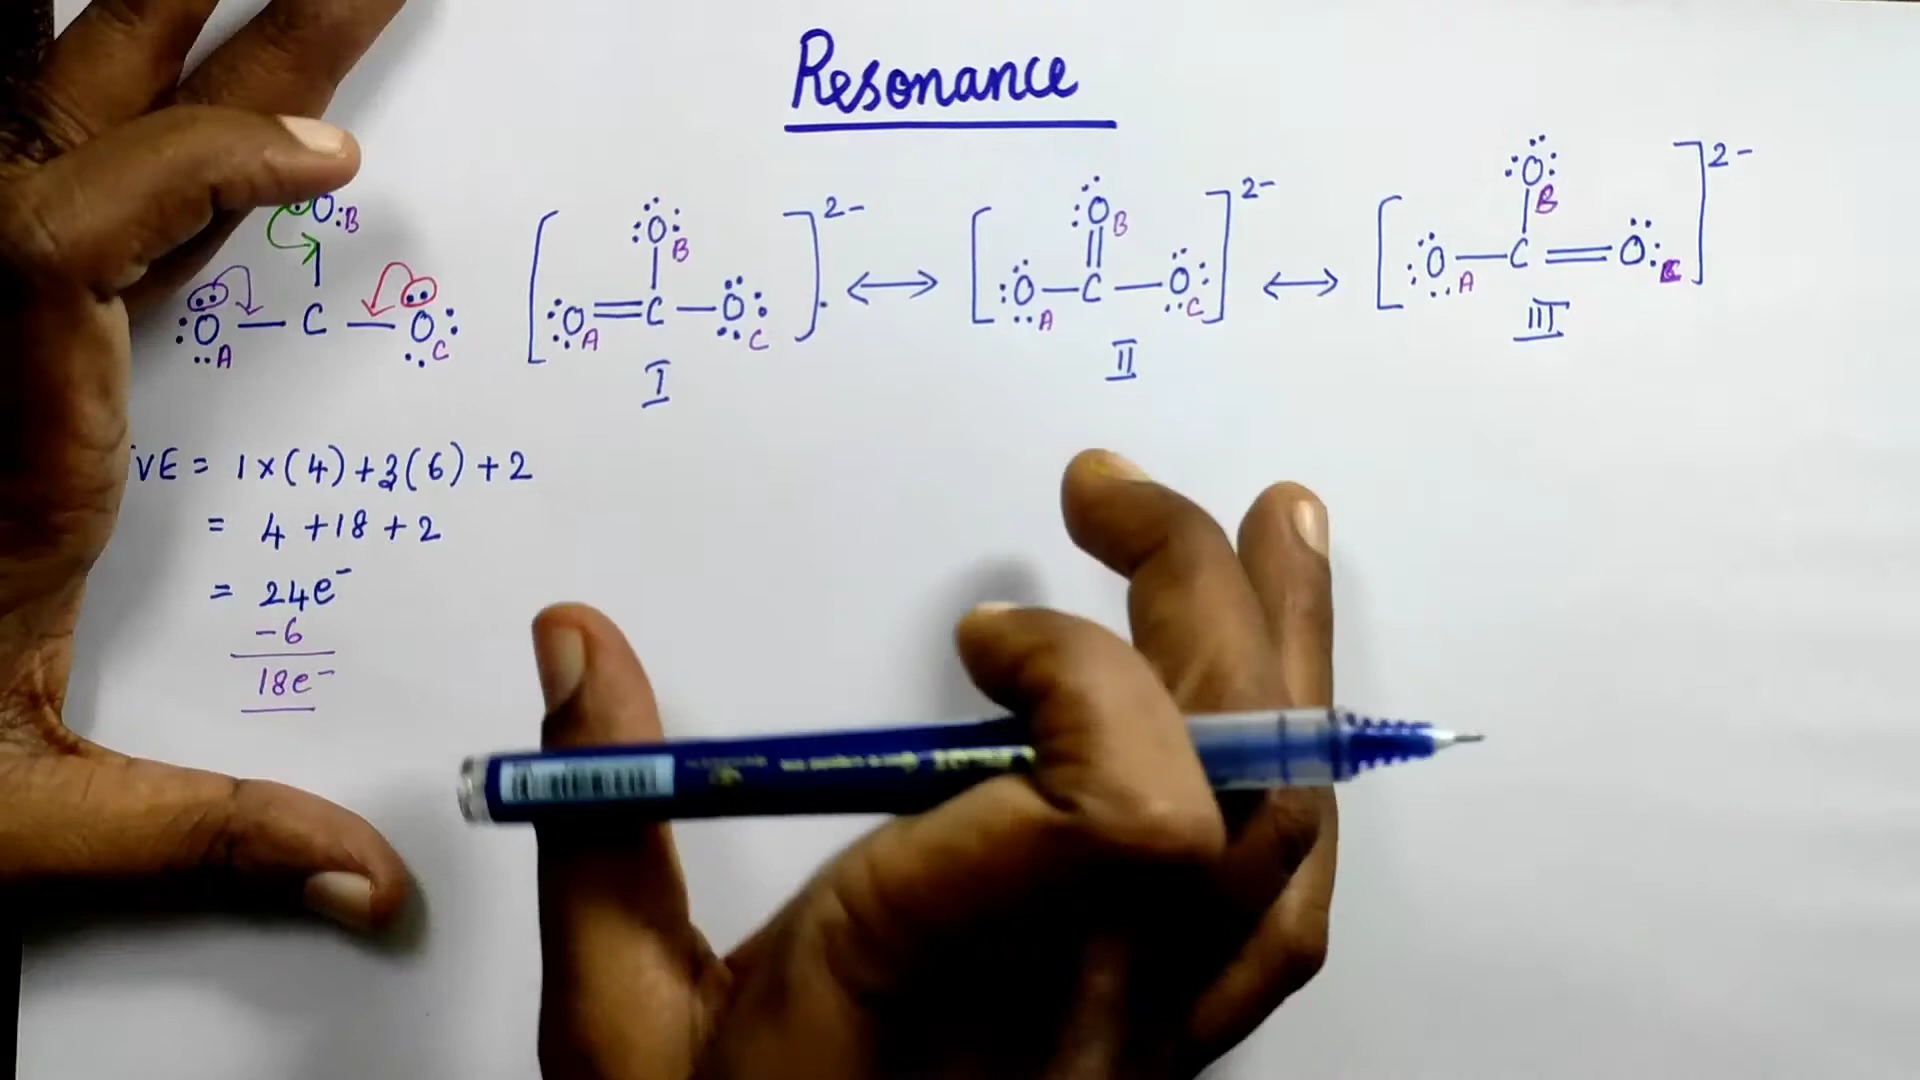 Resonance
:Ö:B
:O A — C — O: C
[ :O A = C — O: C, :O: B ]2-
↔
[ :O A — C — O: C, :O B ]2-
↔
[ :O A — C = O: C, :O: B ]2-
I
II
III
VE = 1×(4)+3(6)+2
= 4+18+2
= 24e-
-6
18e-